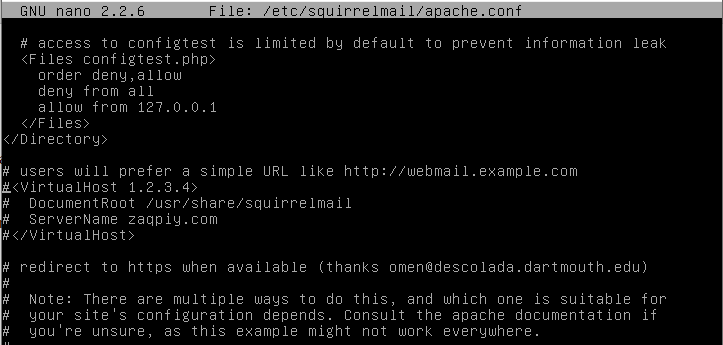 GNU nano 2.2.6 File: /etc/squirrelmail/apache.conf
# access to configtest is limited by default to prevent information leak
<Files configtest.php>
order deny,allow
deny from all
allow from 127.0.0.1
</Files>
</Directory>
# users will prefer a simple URL like http://webmail.example.com
#<VirtualHost 1.2.3.4>
# DocumentRoot /usr/share/squirrelmail
# ServerName zaqpiy.com
#</VirtualHost>
# redirect to https when available (thanks omen@descolada.dartmouth.edu)
#
# Note: There are multiple ways to do this, and which one is suitable for
# your site's configuration depends. Consult the apache documentation if
# you're unsure, as this example might not work everywhere.
#